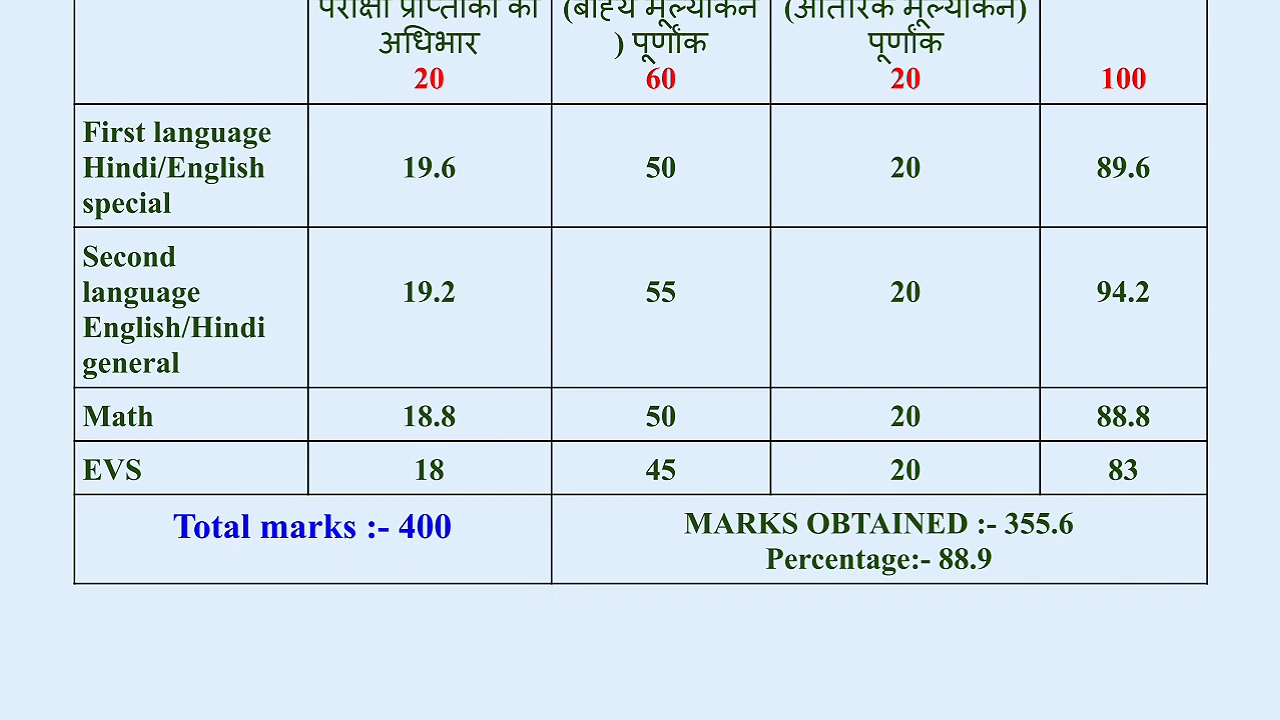 परीक्षा प्राप्तांकों का
अधिभार
20
(बाह्य मूल्यांकन
) पूर्णांक
60
(आंतरिक मूल्यांकन)
पूर्णांक
20
100
First language
Hindi/English
special
19.6
50
20
89.6
Second
language
English/Hindi
general
19.2
55
20
94.2
Math
18.8
50
20
88.8
EVS
18
45
20
83
Total marks :- 400
MARKS OBTAINED :- 355.6
Percentage:- 88.9